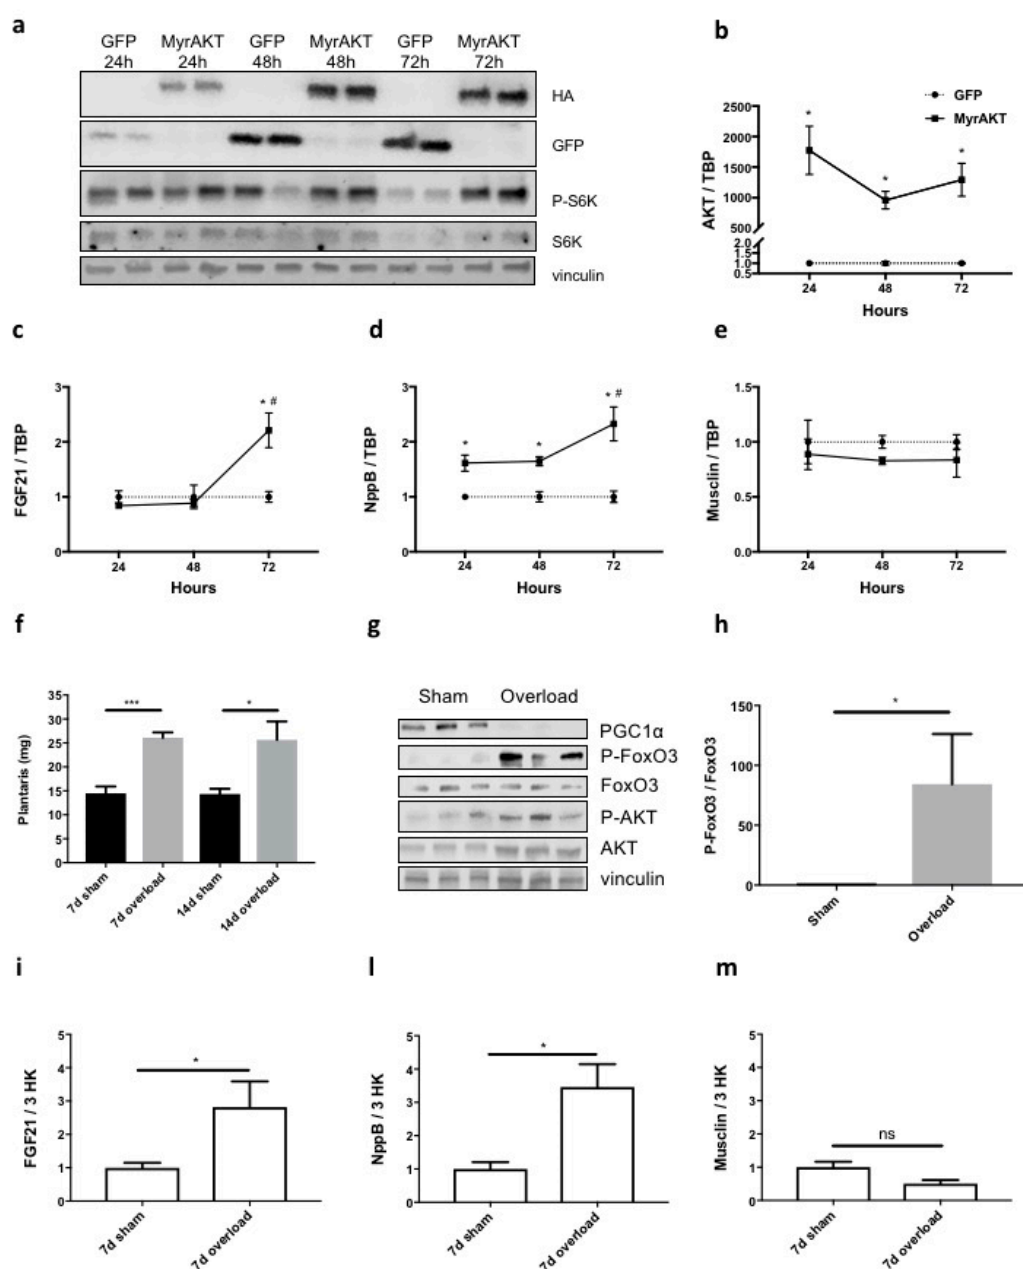 a
GFP MyrAKT GFP MyrAKT GFP MyrAKT
24h 24h 48h 48h 72h 72h
HA
GFP
P-S6K
S6K
vinculin
b
GFP
MyrAKT
AKT / TBP
2500
2000
1500
1000
500
2.0
1.5
1.0
0.5
* * *
24 48 72
Hours
c
FGF21 / TBP
3
2
1
0
* #
24 48 72
Hours
d
NppB / TBP
3
2
1
0
* * * #
24 48 72
Hours
e
Musclin / TBP
1.5
1.0
0.5
0.0
24 48 72
Hours
f
Plantaris (mg)
35
30
25
20
15
10
5
0
*** *
7d sham 7d overload 14d sham 14d overload
g
Sham Overload
PGC1α
P-FoxO3
FoxO3
P-AKT
AKT
vinculin
h
P-FoxO3 / FoxO3
150
100
50
0
*
Sham Overload
i
FGF21 / 3 HK
5
4
3
2
1
0
*
7d sham 7d overload
l
NppB / 3 HK
5
4
3
2
1
0
*
7d sham 7d overload
m
Musclin / 3 HK
5
4
3
2
1
0
ns
7d sham 7d overload